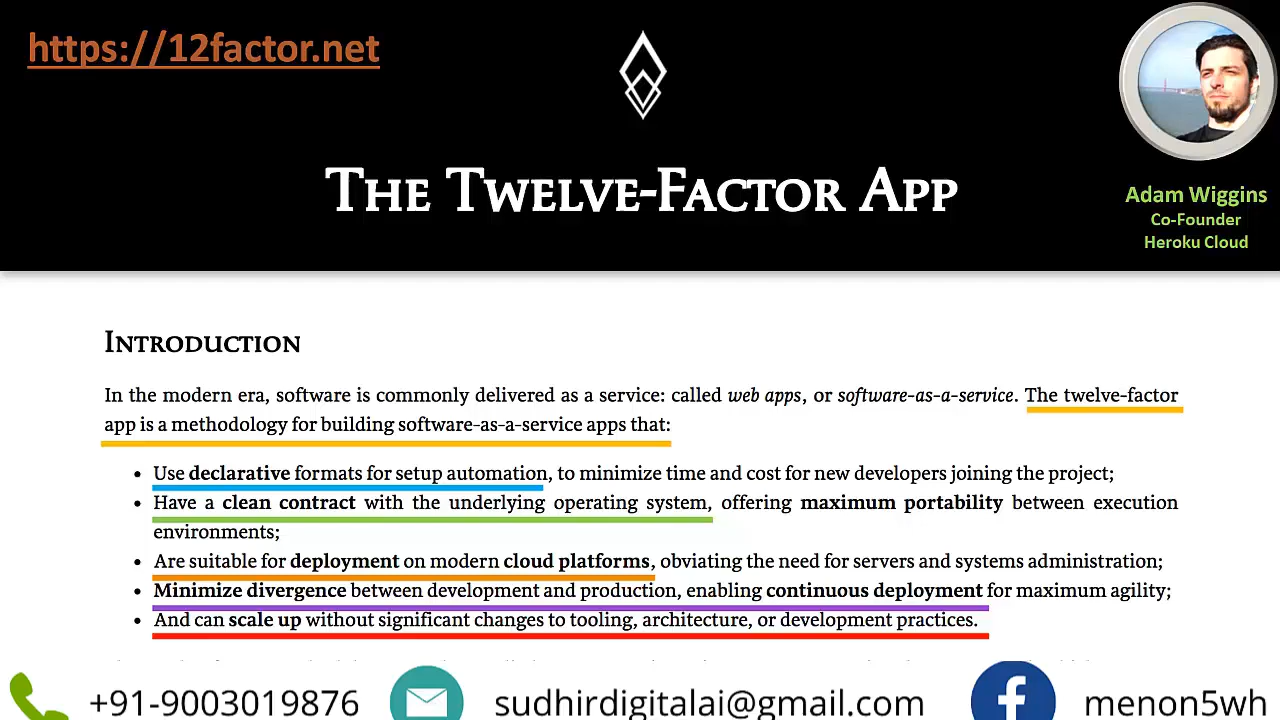 https://12factor.net
THE TWELVE-FACTOR APP
Adam Wiggins
Co-Founder
Heroku Cloud
INTRODUCTION
In the modern era, software is commonly delivered as a service: called web apps, or software-as-a-service. The twelve-factor
app is a methodology for building software-as-a-service apps that:
• Use declarative formats for setup automation, to minimize time and cost for new developers joining the project;
• Have a clean contract with the underlying operating system, offering maximum portability between execution
environments;
• Are suitable for deployment on modern cloud platforms, obviating the need for servers and systems administration;
• Minimize divergence between development and production, enabling continuous deployment for maximum agility;
• And can scale up without significant changes to tooling, architecture, or development practices.
+91-9003019876 sudhirdigitalai@gmail.com menon5wh